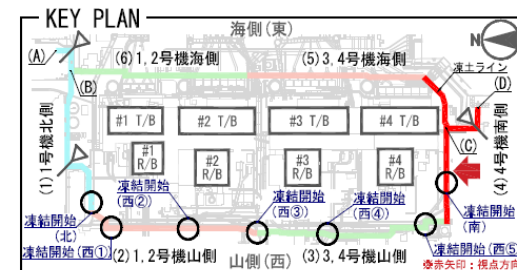 KEY PLAN
海側(東)
N
(A)
(6)1,2号機海側
(5)3,4号機海側
凍土ライン
(B)
(D)
#1 T/B
#2 T/B
#3 T/B
#4 T/B
(C)
#1
R/B
#2
R/B
#3
R/B
#4
R/B
(1)1号機北側
(4)4号機南側
凍結開始
(西②)
凍結開始
(西③)
凍結開始
(西④)
凍結開始
(北)
凍結開始
(南)
凍結開始(西①)
(2)1,2号機山側
(3)3,4号機山側
凍結開始(西⑤)
山側(西)
※赤矢印：視点方向